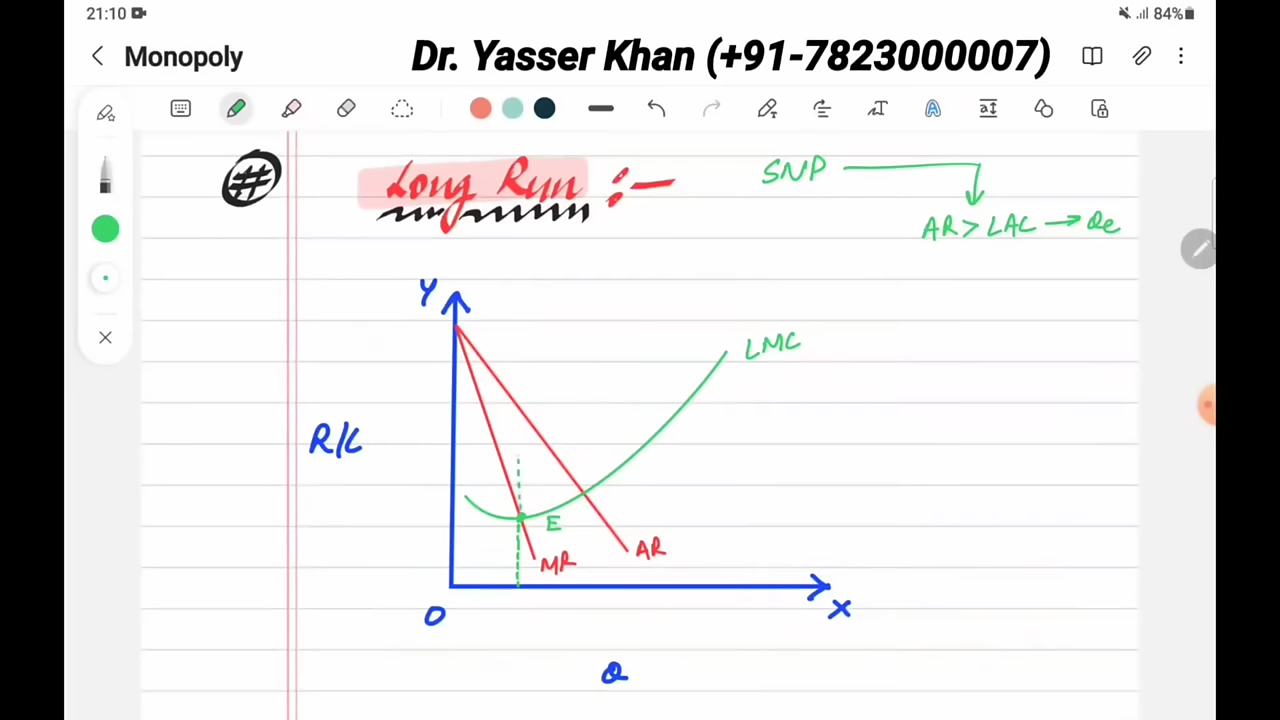 21:10 84%
Monopoly
Dr. Yasser Khan (+91-7823000007)
# Long Run :-
SNP
AR > LAC → Qe
Y
LMC
R/C
E
MR
AR
O
X
Q